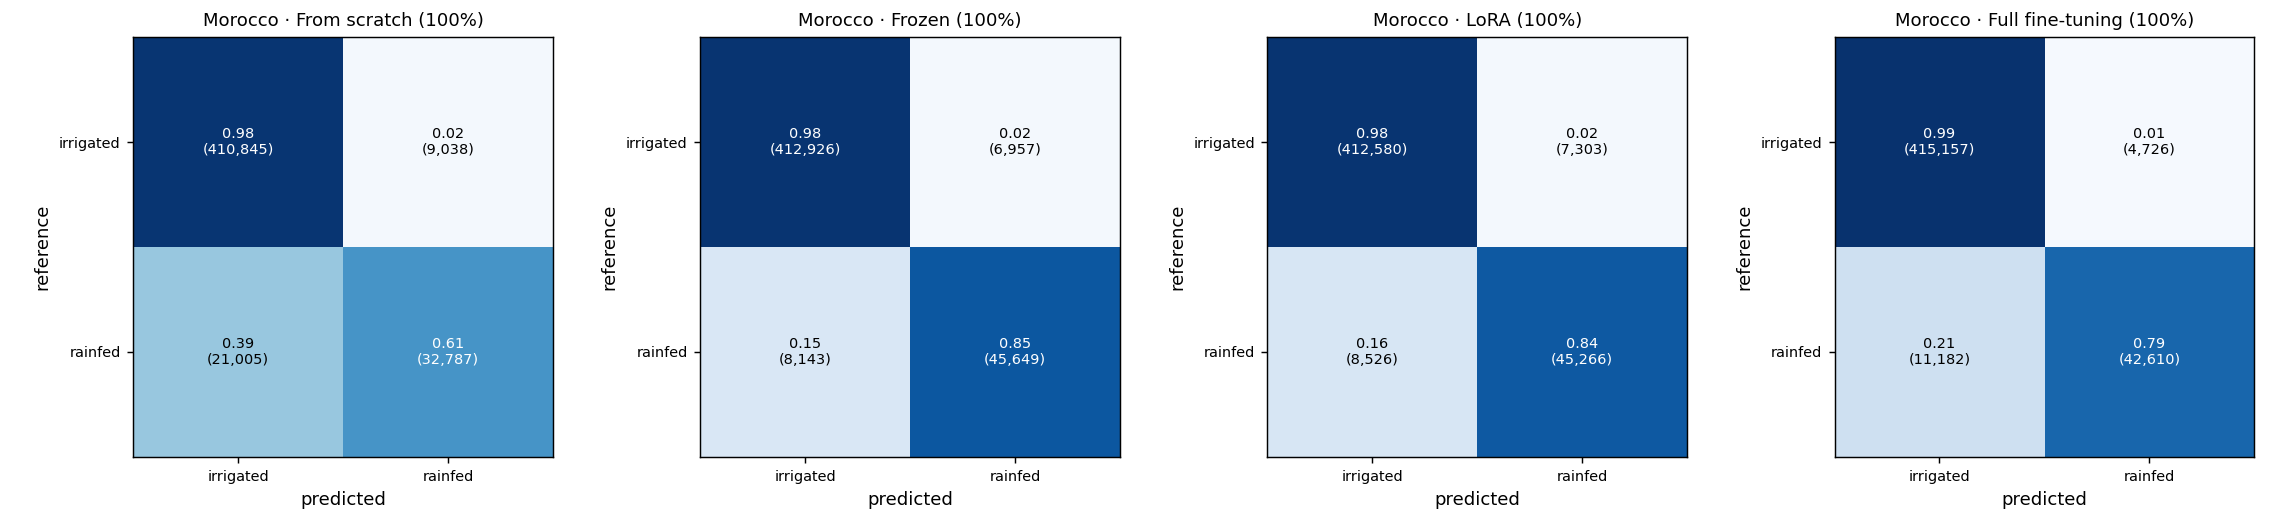 Morocco · From scratch (100%)
irrigated
rainfed
reference
0.98
(410,845)
0.02
(9,038)
0.39
(21,005)
0.61
(32,787)
irrigated
rainfed
predicted
Morocco · Frozen (100%)
irrigated
rainfed
reference
0.98
(412,926)
0.02
(6,957)
0.15
(8,143)
0.85
(45,649)
irrigated
rainfed
predicted
Morocco · LoRA (100%)
irrigated
rainfed
reference
0.98
(412,580)
0.02
(7,303)
0.16
(8,526)
0.84
(45,266)
irrigated
rainfed
predicted
Morocco · Full fine-tuning (100%)
irrigated
rainfed
reference
0.99
(415,157)
0.01
(4,726)
0.21
(11,182)
0.79
(42,610)
irrigated
rainfed
predicted